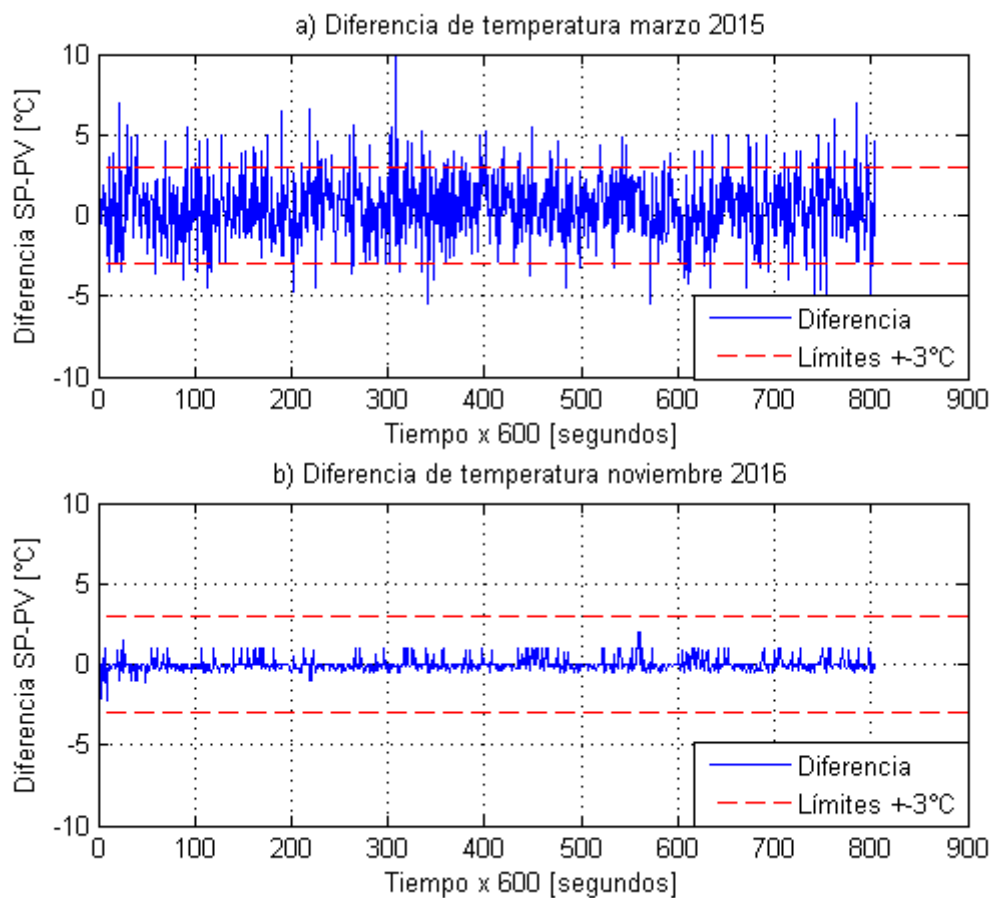 a) Diferencia de temperatura marzo 2015
Diferencia SP-PV [°C]
10
5
0
-5
-10
0 100 200 300 400 500 600 700 800 900
Tiempo x 600 [segundos]
Diferencia
Límites +-3°C
b) Diferencia de temperatura noviembre 2016
Diferencia SP-PV [°C]
10
5
0
-5
-10
0 100 200 300 400 500 600 700 800 900
Tiempo x 600 [segundos]
Diferencia
Límites +-3°C